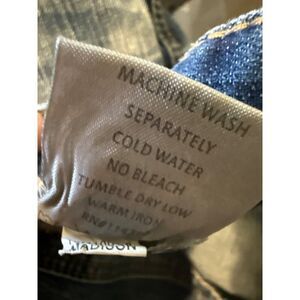 MACHINE WASH
SEPARATELY
COLD WATER
NO BLEACH
TUMBLE DRY LOW
WARM IRON